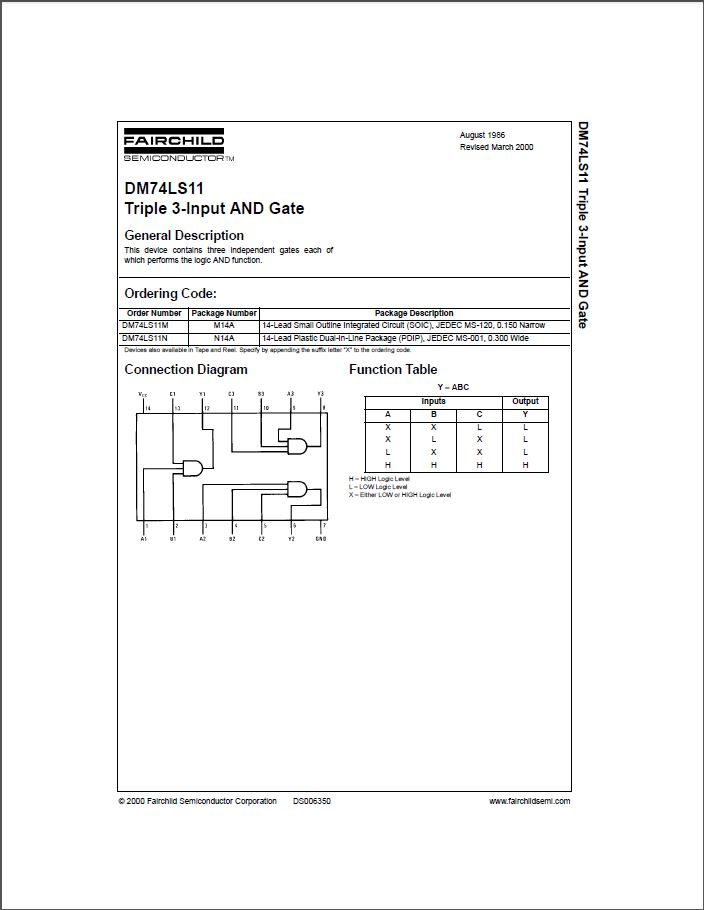 FAIRCHILD
SEMICONDUCTOR™
August 1986
Revised March 2000
DM74LS11
Triple 3-Input AND Gate
General Description
This device contains three independent gates each of
which performs the logic AND function.
Ordering Code:
Order Number Package Number Package Description
DM74LS11M M14A 14-Lead Small Outline Integrated Circuit (SOIC), JEDEC MS-120, 0.150 Narrow
DM74LS11N N14A 14-Lead Plastic Dual-In-Line Package (PDIP), JEDEC MS-001, 0.300 Wide
Devices also available in Tape and Reel. Specify by appending the suffix letter "X" to the ordering code.
Connection Diagram
VCC C1 Y1 C3 B3 A3 Y3
14 13 12 11 10 9 8
1 2 3 4 5 6 7
A1 B1 A2 B2 C2 Y2 GND
Function Table
Y = ABC
Inputs Output
A B C Y
X X L L
X L X L
L X X L
H H H H
H = HIGH Logic Level
L = LOW Logic Level
X = Either LOW or HIGH Logic Level
© 2000 Fairchild Semiconductor Corporation DS006350 www.fairchildsemi.com
DM74LS11 Triple 3-Input AND Gate